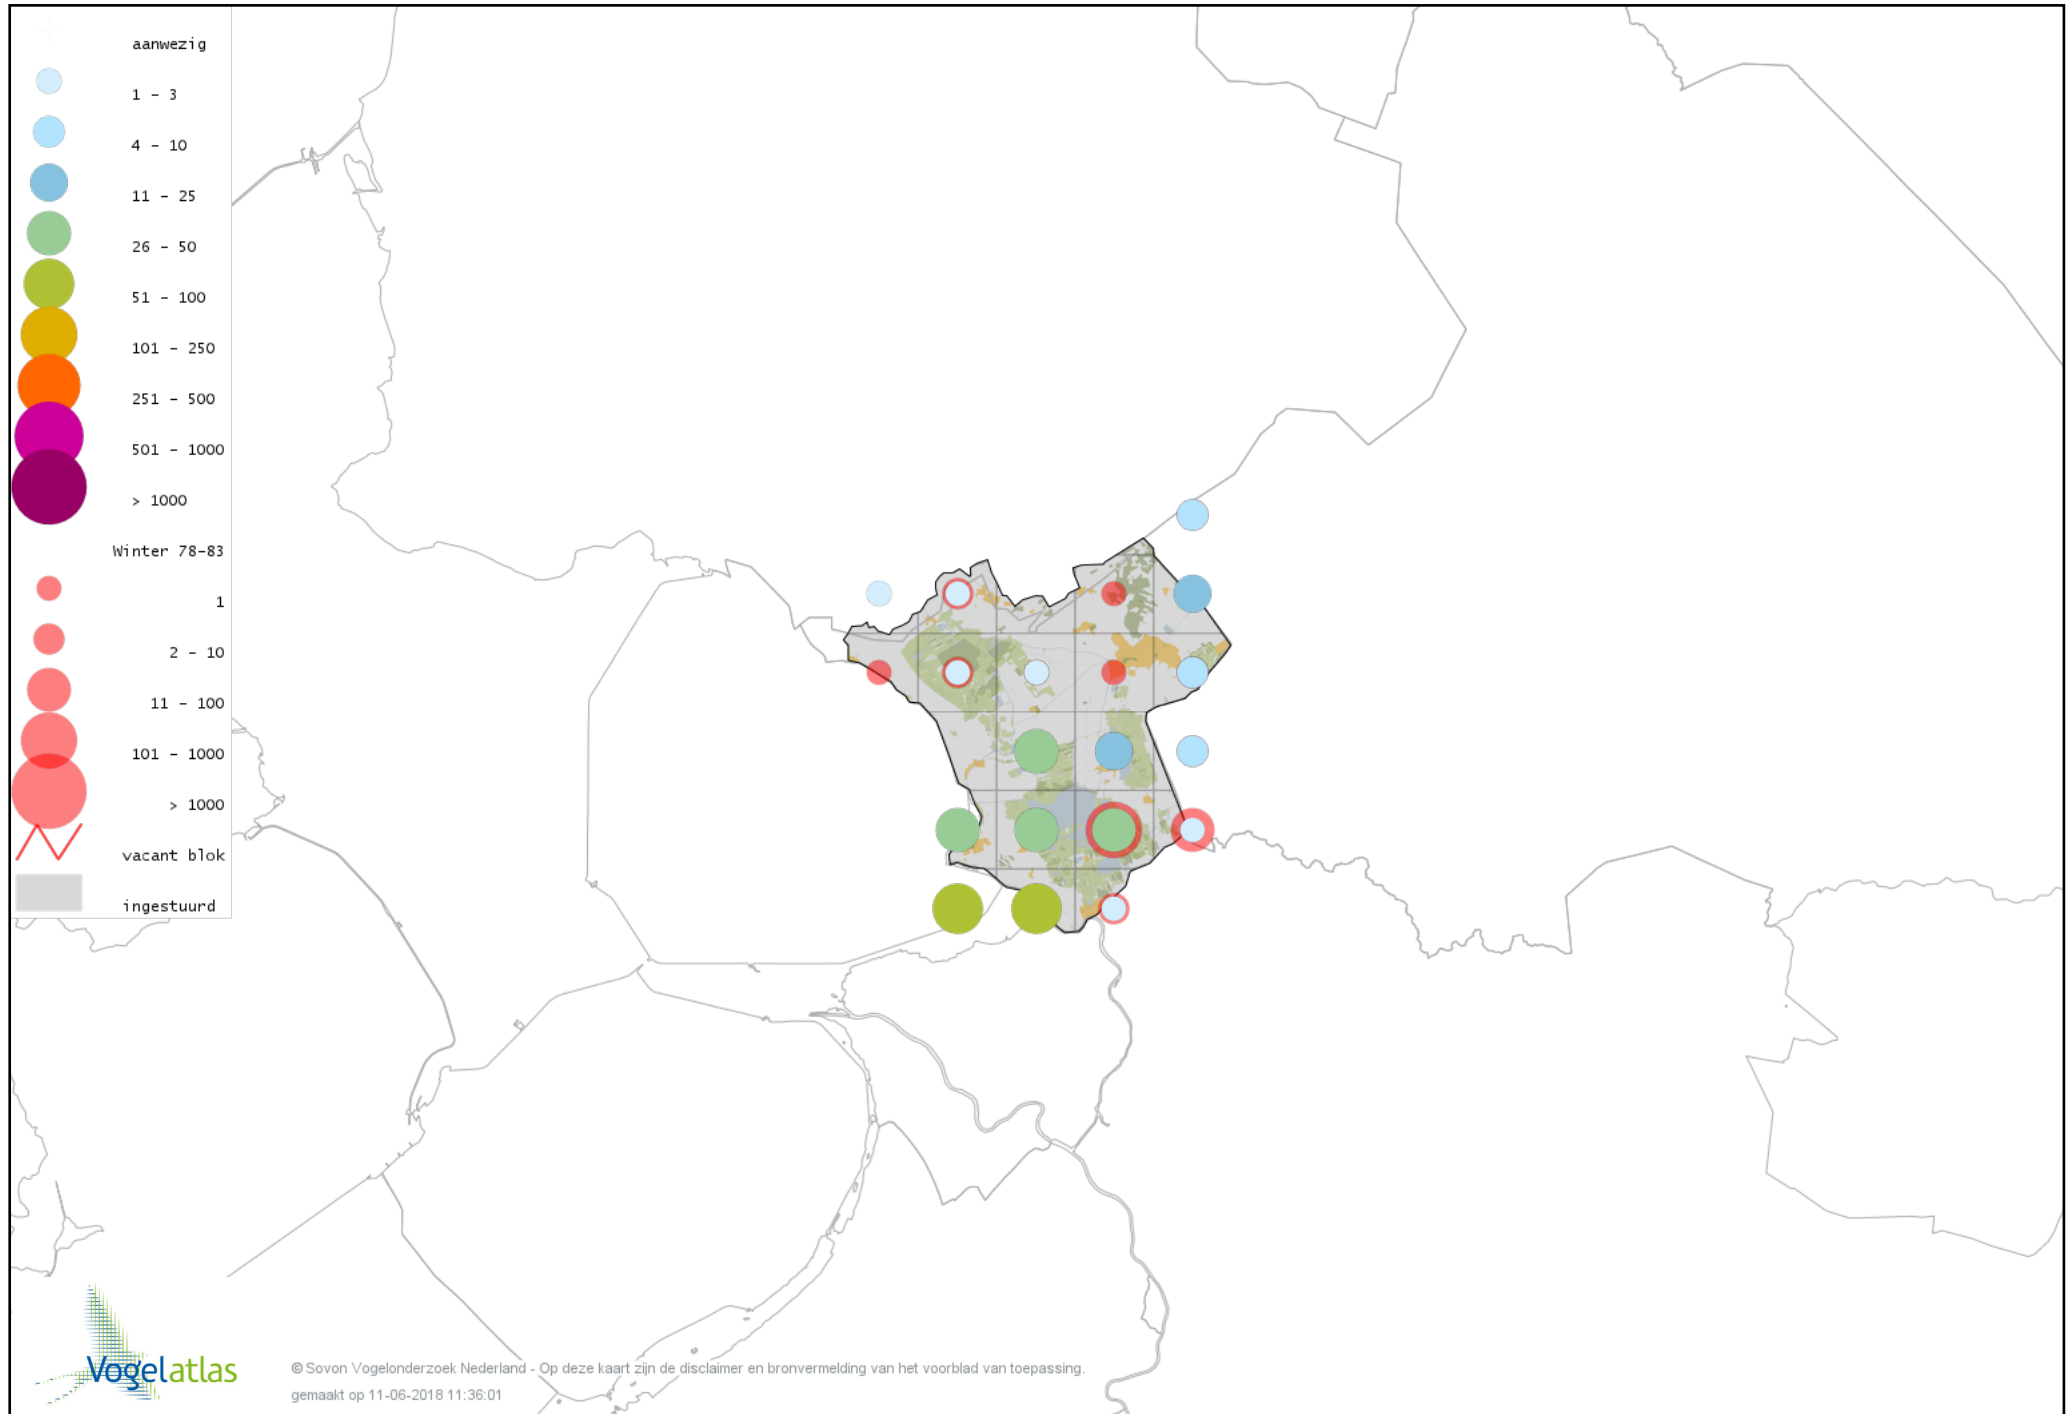 aanwezig
1 - 3
4 - 10
11 - 25
26 - 50
51 - 100
101 - 250
251 - 500
501 - 1000
> 1000
Winter 78-83
1
2 - 10
11 - 100
101 - 1000
> 1000
vacant blok
ingestuurd
Vogelatlas
© Sovon Vogelonderzoek Nederland - Op deze kaart zijn de disclaimer en bronvermelding van het voorblad van toepassing.
gemaakt op 11-06-2018 11:36:01